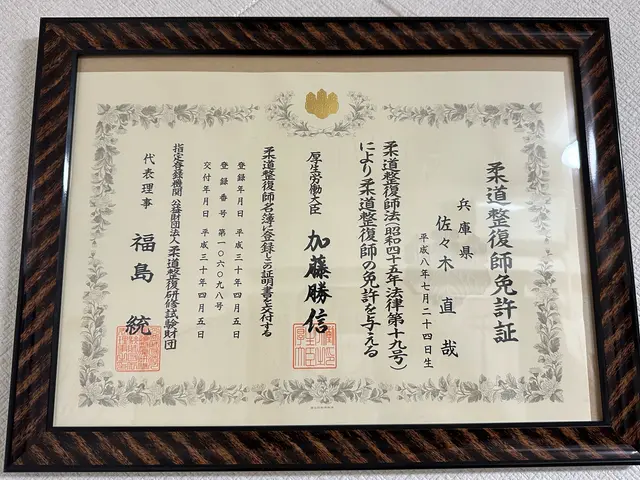 柔道整復師免許証
兵庫県
佐々木直哉
平成八年七月二十四日生
柔道整復師法(昭和四十五年法律第十九号)
により柔道整復師の免許を与える
厚生労働大臣 加藤勝信
柔道整復師名簿に登録しこの証明書を交付する
登録年月日 平成三十年四月五日
登録番号 第一〇六〇九八号
交付年月日 平成三十年四月五日
指定登録機関 公益財団法人柔道整復研修試験財団
代表理事 福島統